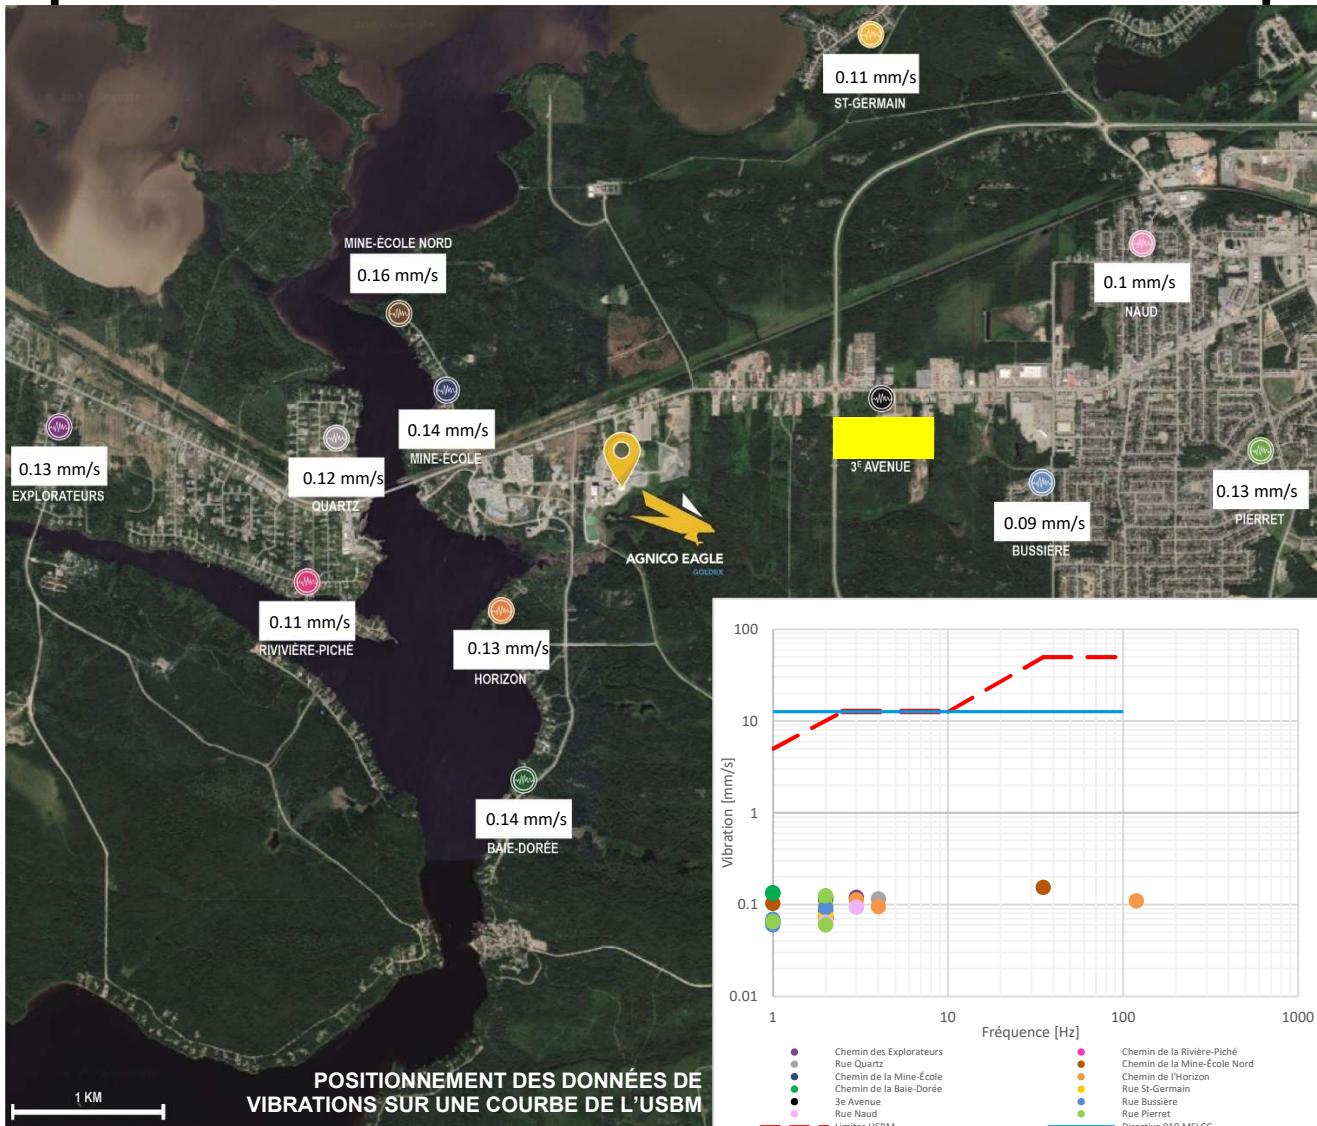 0.11 mm/s
ST-GERMAIN
MINE-ÉCOLE NORD
0.16 mm/s
0.1 mm/s
NAUD
0.14 mm/s
MINE-ÉCOLE
0.13 mm/s
EXPLORATEURS
0.12 mm/s
QUARTZ
3E AVENUE
0.09 mm/s
BUSSIÈRE
0.13 mm/s
PIERRET
AGNICO EAGLE
GOLDEX
0.11 mm/s
RIVIVIÈRE-PICHÉ
0.13 mm/s
HORIZON
0.14 mm/s
BAIE-DORÉE
1 KM
POSITIONNEMENT DES DONNÉES DE
VIBRATIONS SUR UNE COURBE DE L'USBM
100
10
1
0.1
0.01
Vibration [mm/s]
1 10 100 1000
Fréquence [Hz]
Chemin des Explorateurs
Chemin de la Rivière-Piché
Rue Quartz
Chemin de la Mine-École Nord
Chemin de la Mine-École
Chemin de l'Horizon
Chemin de la Baie-Dorée
Rue St-Germain
3e Avenue
Rue Bussière
Rue Naud
Rue Pierret
Limites USBM
Directive 019 MELCC